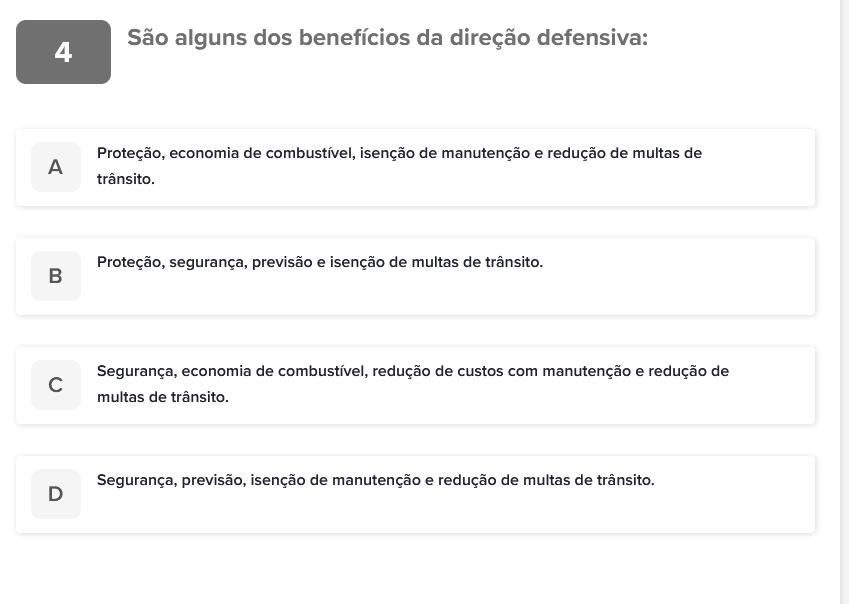 4
São alguns dos benefícios da direção defensiva:
A
Proteção, economia de combustível, isenção de manutenção e redução de multas de
trânsito.
B
Proteção, segurança, previsão e isenção de multas de trânsito.
C
Segurança, economia de combustível, redução de custos com manutenção e redução de
multas de trânsito.
D
Segurança, previsão, isenção de manutenção e redução de multas de trânsito.